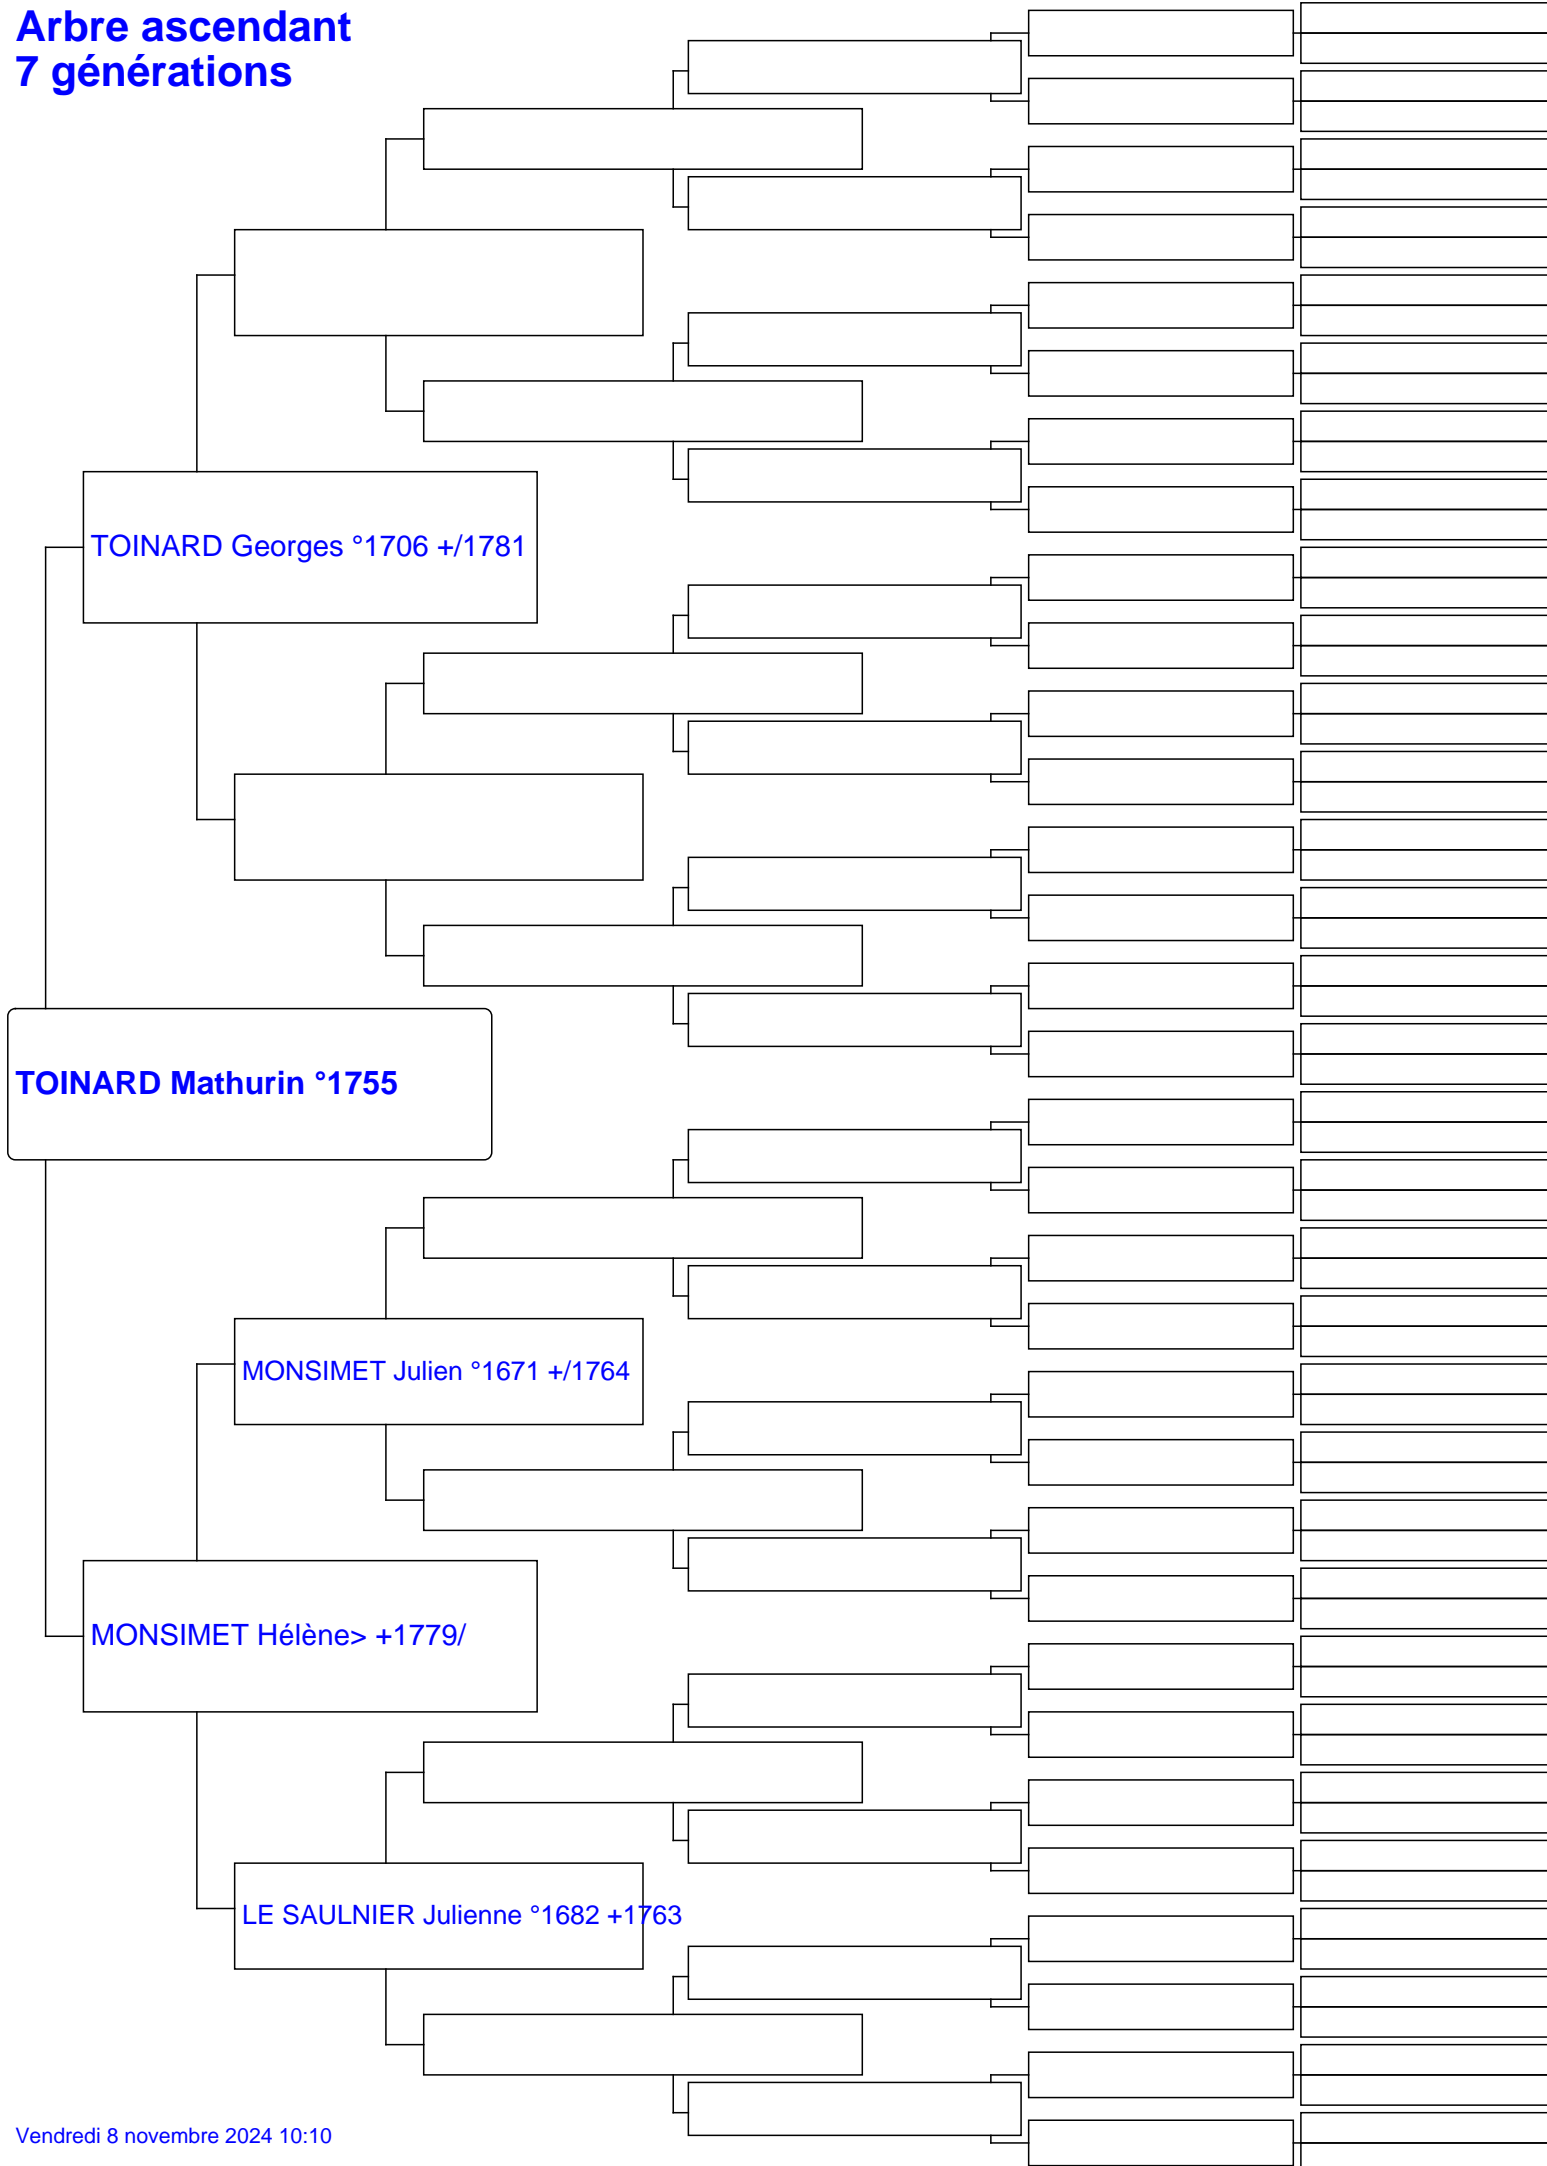 Arbre ascendant
7 générations
TOINARD Georges °1706 +/1781
TOINARD Mathurin °1755
MONSIMET Julien °1671 +/1764
MONSIMET Hélène> +1779/
LE SAULNIER Julienne °1682 +1763
Vendredi 8 novembre 2024 10:10